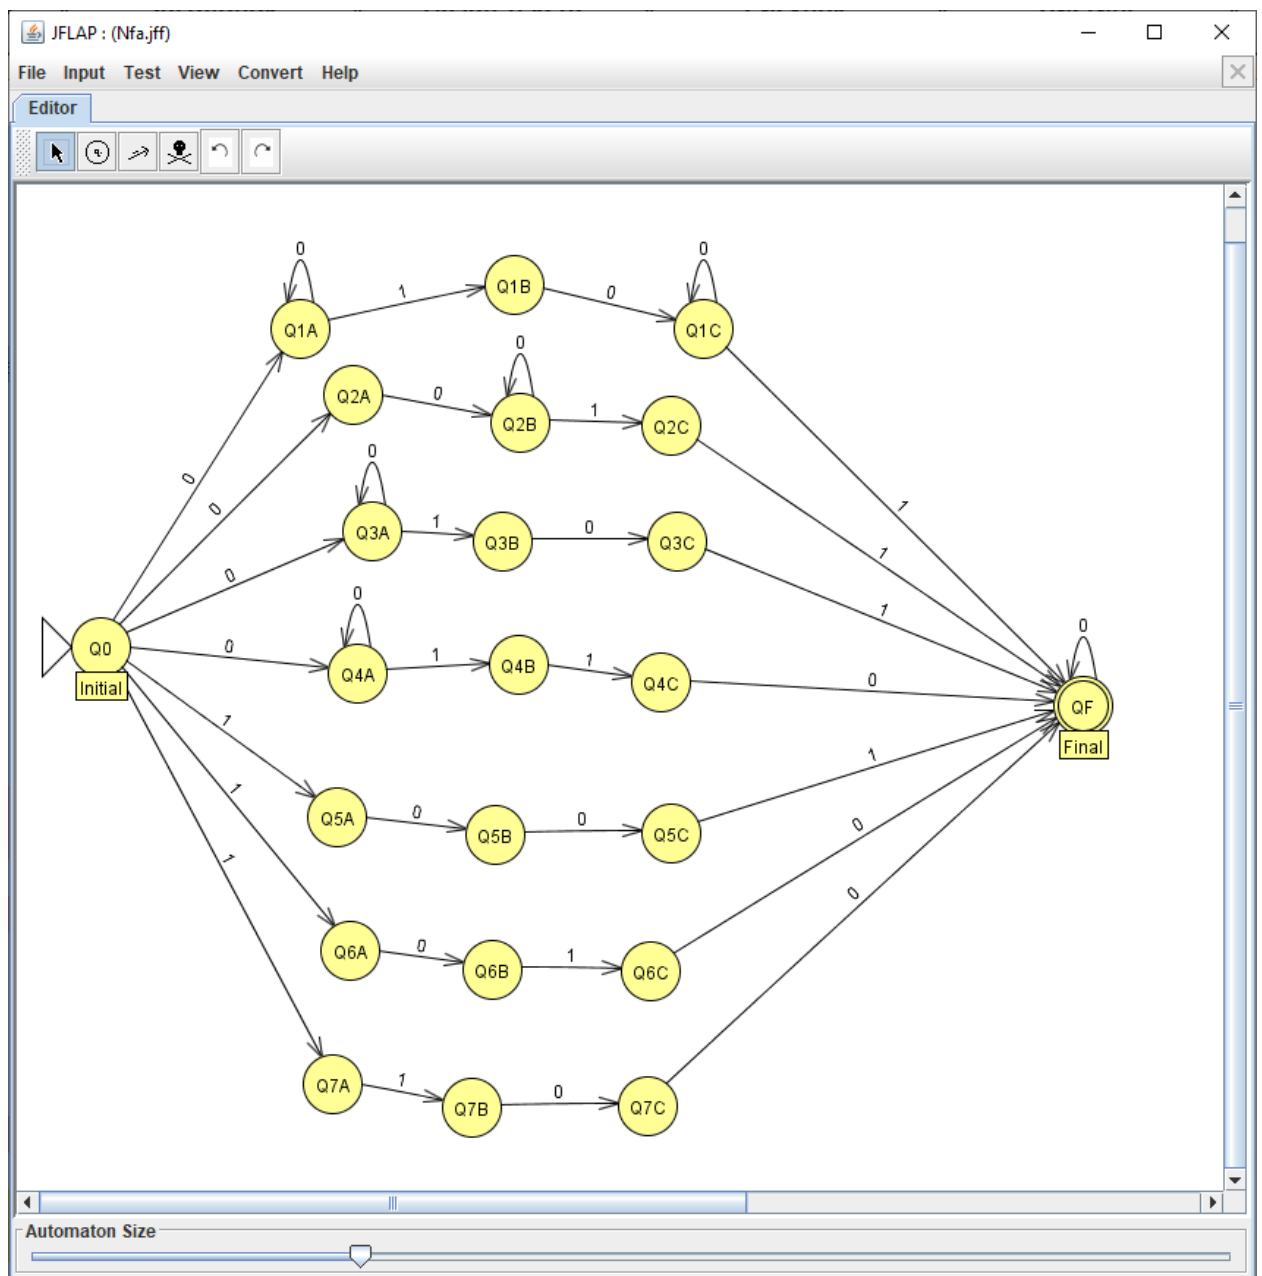 JFLAP : (Nfa.jff)
File Input Test View Convert Help
Editor
0 0
Q1A 1 Q1B 0 Q1C
0
Q2A 0 Q2B 1 Q2C
0
Q3A 1 Q3B 0 Q3C
0
Q4A 1 Q4B 1 Q4C 0
0 0 0 0
1 1 1
Q0
Initial
0
QF
Final
1 Q5A 0 Q5B 0 Q5C 1
1 Q6A 0 Q6B 1 Q6C 0
1 Q7A 1 Q7B 0 Q7C 0
Automaton Size